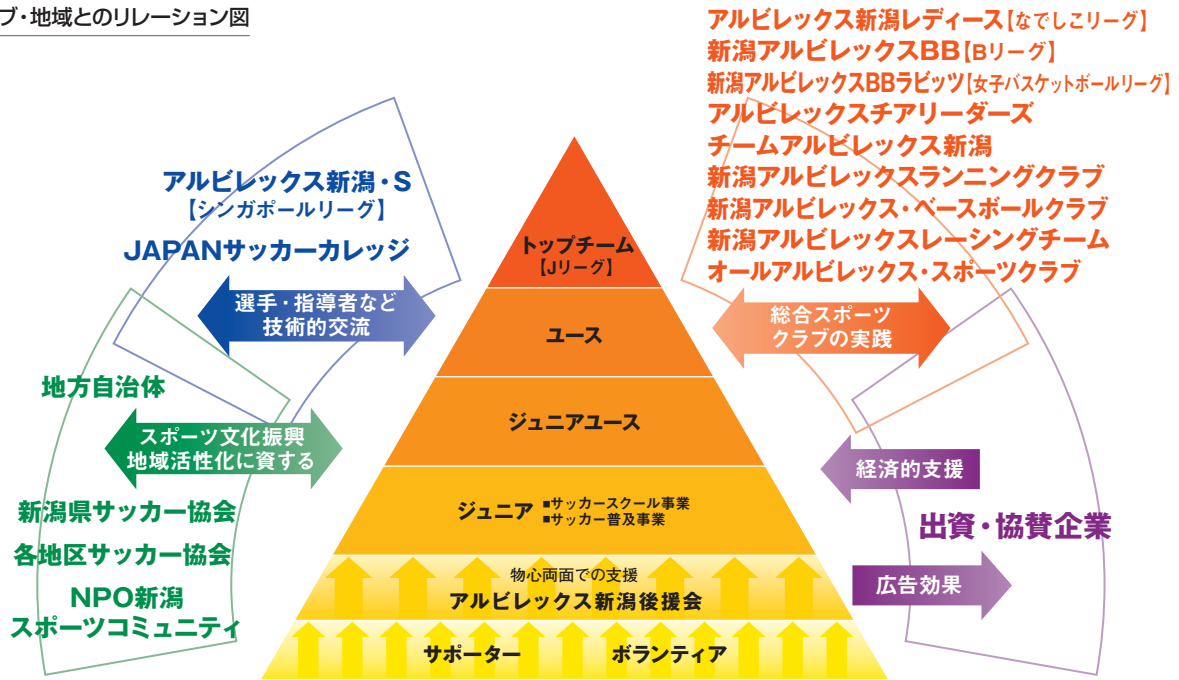 ブ・地域とのリレーション図
アルビレックス新潟レディース【なでしこリーグ】
新潟アルビレックスBB【Bリーグ】
新潟アルビレックスBBラビッツ【女子バスケットボールリーグ】
アルビレックスチアリーダーズ
チームアルビレックス新潟
新潟アルビレックスランニングクラブ
新潟アルビレックス・ベースボールクラブ
新潟アルビレックスレーシングチーム
オールアルビレックス・スポーツクラブ
総合スポーツ
クラブの実践
アルビレックス新潟・S
【シンガポールリーグ】
JAPANサッカーカレッジ
選手・指導者など
技術的交流
地方自治体
スポーツ文化振興
地域活性化に資する
新潟県サッカー協会
各地区サッカー協会
NPO新潟
スポーツコミュニティ
トップチーム
【Jリーグ】
ユース
ジュニアユース
ジュニア
■サッカースクール事業
■サッカー普及事業
物心両面での支援
アルビレックス新潟後援会
サポーター ボランティア
経済的支援
出資・協賛企業
広告効果